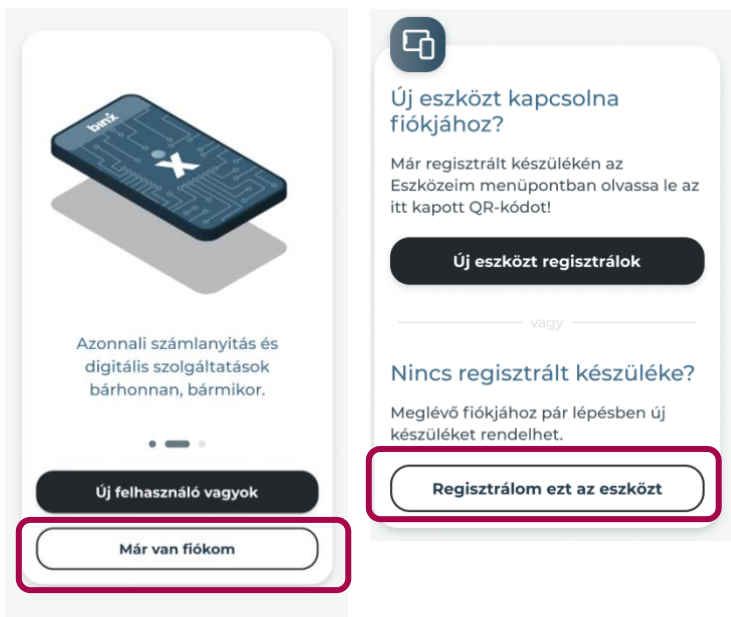 binx
x
Azonnali számlanyitás és
digitális szolgáltatások
bárhonnan, bármikor.
Új felhasználó vagyok
Már van fiókom
Új eszközt kapcsolna
fiókjához?
Már regisztrált készülékén az
Eszközeim menüpontban olvassa le az
itt kapott QR-kódot!
Új eszközt regisztrálok
vagy
Nincs regisztrált készüléke?
Meglévő fiókjához pár lépésben új
készüléket rendelhet.
Regisztrálom ezt az eszközt